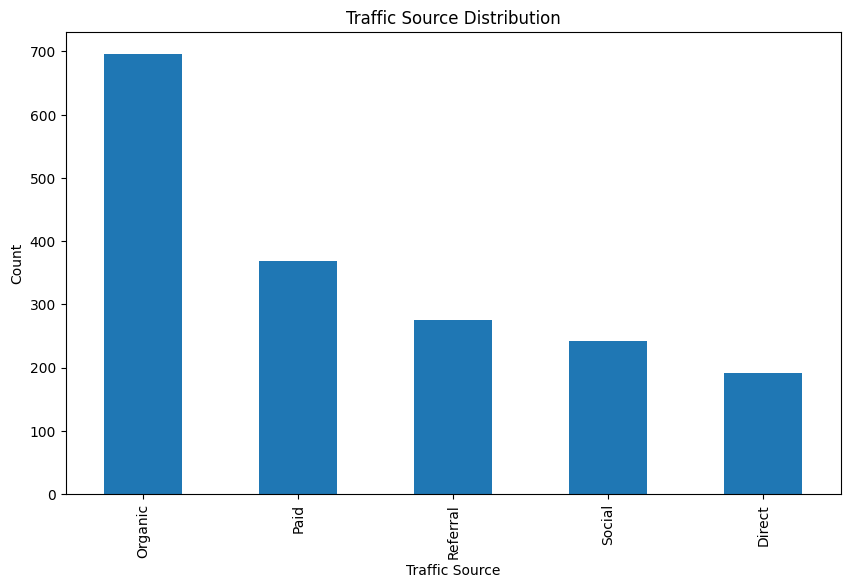 Traffic Source Distribution
Count
700
600
500
400
300
200
100
0
Organic
Paid
Referral
Social
Direct
Traffic Source